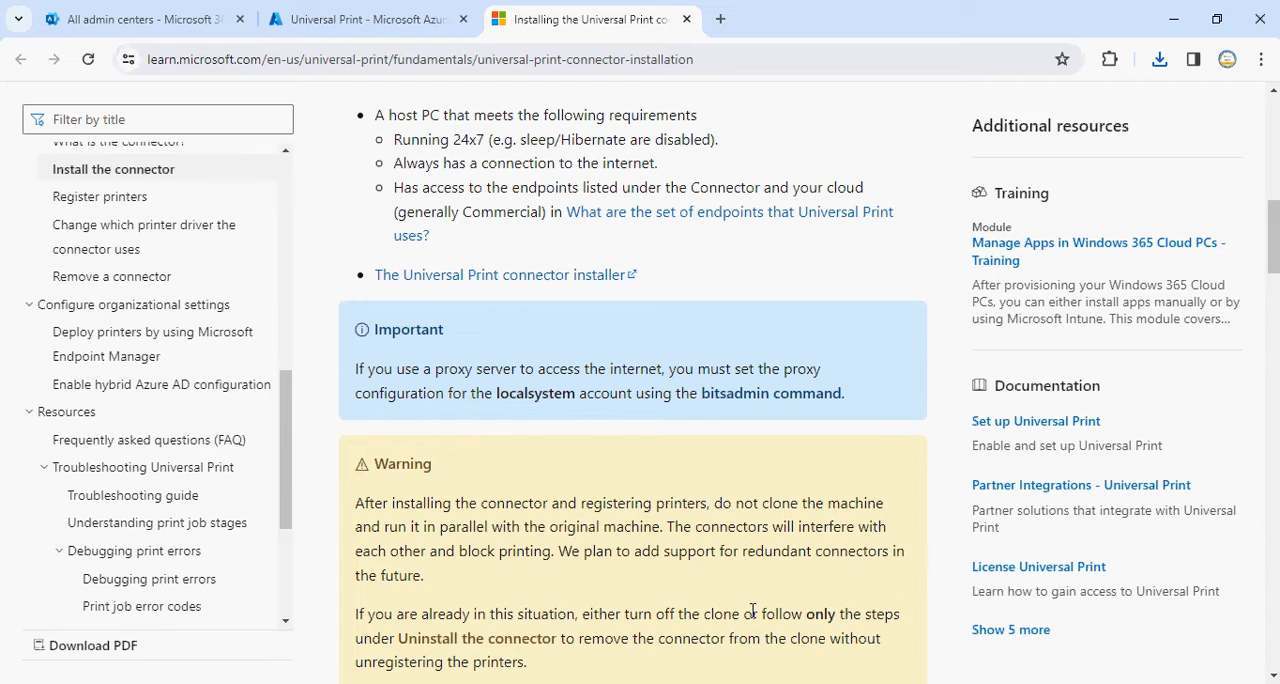 All admin centers - Microsoft 3
Universal Print - Microsoft Azur
Installing the Universal Print co
learn.microsoft.com/en-us/universal-print/fundamentals/universal-print-connector-installation
Filter by title
What is the connector?
Install the connector
Register printers
Change which printer driver the
connector uses
Remove a connector
Configure organizational settings
Deploy printers by using Microsoft
Endpoint Manager
Enable hybrid Azure AD configuration
Resources
Frequently asked questions (FAQ)
Troubleshooting Universal Print
Troubleshooting guide
Understanding print job stages
Debugging print errors
Debugging print errors
Print job error codes
Download PDF
A host PC that meets the following requirements
Running 24x7 (e.g. sleep/Hibernate are disabled).
Always has a connection to the internet.
Has access to the endpoints listed under the Connector and your cloud
(generally Commercial) in What are the set of endpoints that Universal Print
uses?
The Universal Print connector installer
Important
If you use a proxy server to access the internet, you must set the proxy
configuration for the localsystem account using the bitsadmin command.
Warning
After installing the connector and registering printers, do not clone the machine
and run it in parallel with the original machine. The connectors will interfere with
each other and block printing. We plan to add support for redundant connectors in
the future.
If you are already in this situation, either turn off the clone or follow only the steps
under Uninstall the connector to remove the connector from the clone without
unregistering the printers.
Additional resources
Training
Module
Manage Apps in Windows 365 Cloud PCs -
Training
After provisioning your Windows 365 Cloud
PCs, you can either install apps manually or by
using Microsoft Intune. This module covers...
Documentation
Set up Universal Print
Enable and set up Universal Print
Partner Integrations - Universal Print
Partner solutions that integrate with Universal
Print
License Universal Print
Learn how to gain access to Universal Print
Show 5 more